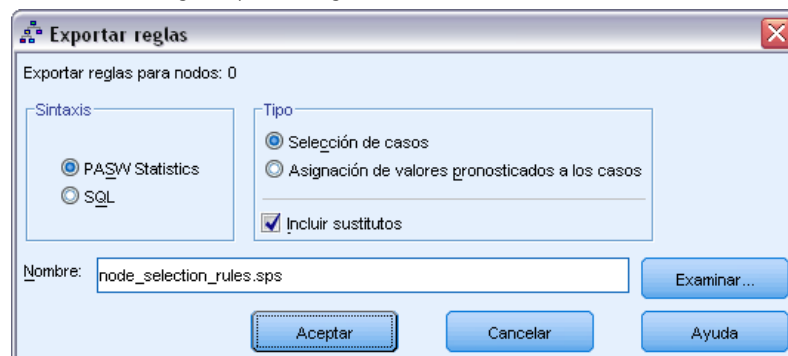 Exportar reglas
Exportar reglas para nodos: 0
Sintaxis
PASW Statistics
SQL
Tipo
Selección de casos
Asignación de valores pronosticados a los casos
Incluir sustitutos
Nombre: node_selection_rules.sps
Examinar...
Aceptar
Cancelar
Ayuda